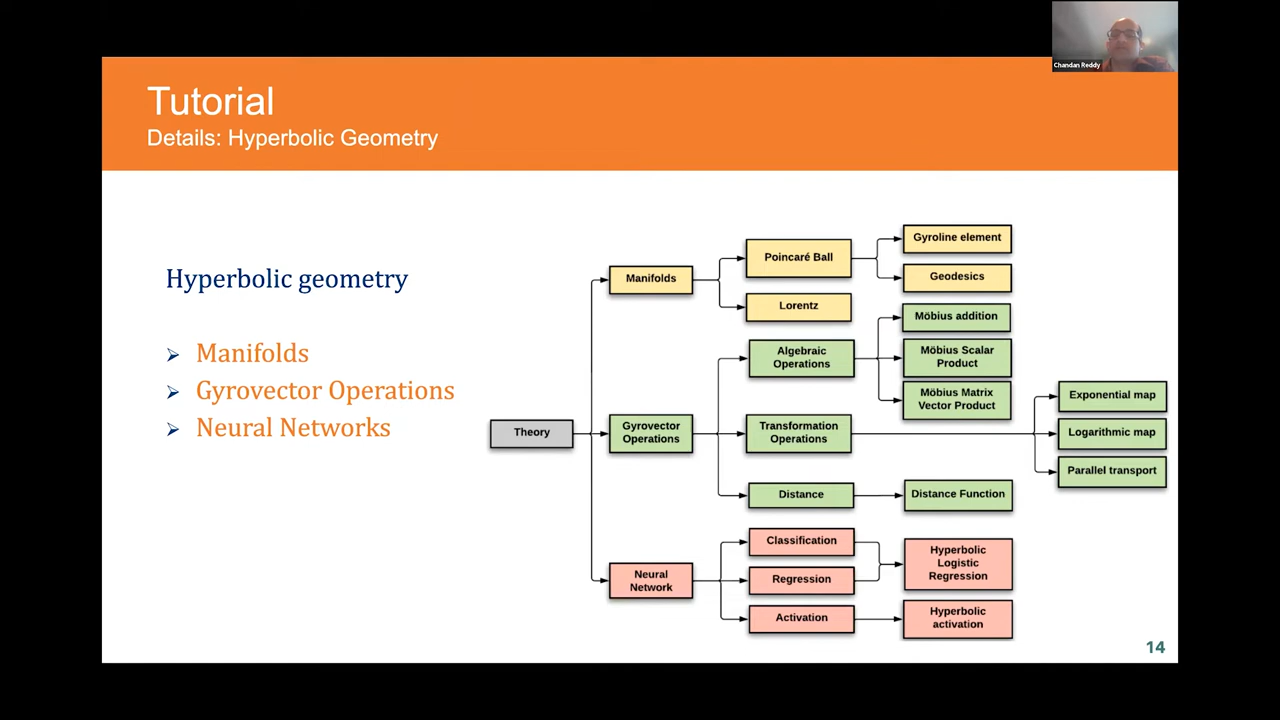 Chandan Reddy
Tutorial
Details: Hyperbolic Geometry
Hyperbolic geometry
➢ Manifolds
➢ Gyrovector Operations
➢ Neural Networks
Theory
Manifolds
Poincaré Ball
Gyroline element
Geodesics
Lorentz
Gyrovector
Operations
Algebraic
Operations
Möbius addition
Möbius Scalar
Product
Möbius Matrix
Vector Product
Transformation
Operations
Exponential map
Logarithmic map
Parallel transport
Distance
Distance Function
Neural
Network
Classification
Regression
Hyperbolic
Logistic
Regression
Activation
Hyperbolic
activation
14